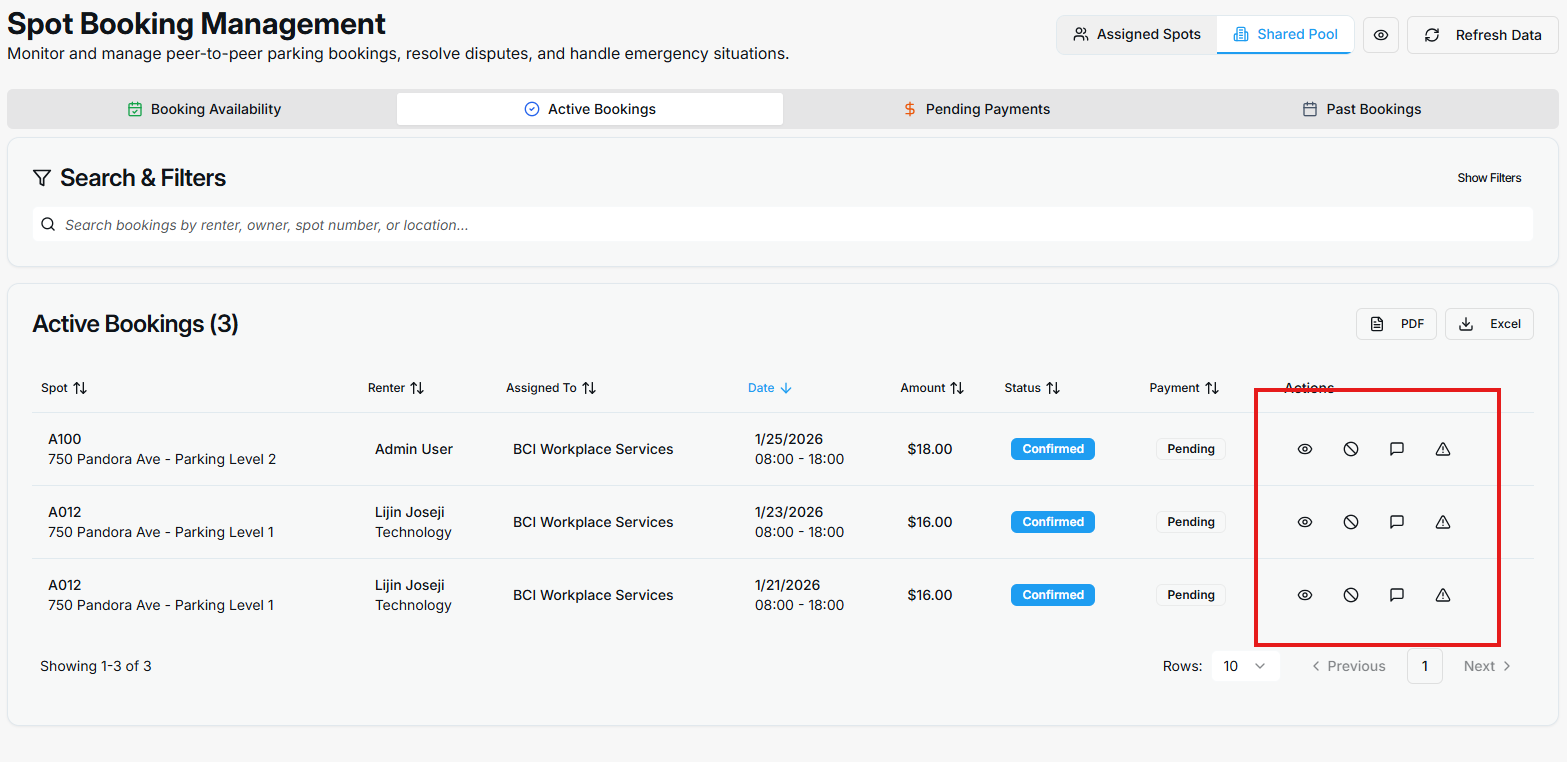 Spot Booking Management
Monitor and manage peer-to-peer parking bookings, resolve disputes, and handle emergency situations.
Assigned Spots
Shared Pool
Refresh Data
Booking Availability
Active Bookings
Pending Payments
Past Bookings
Search & Filters
Show Filters
Search bookings by renter, owner, spot number, or location...
Active Bookings (3)
PDF
Excel
Spot Renter Assigned To Date Amount Status Payment Actions
A100
750 Pandora Ave - Parking Level 2
Admin User
BCI Workplace Services
1/25/2026
08:00 - 18:00
$18.00
Confirmed
Pending
A012
750 Pandora Ave - Parking Level 1
Lijin Joseji
Technology
BCI Workplace Services
1/23/2026
08:00 - 18:00
$16.00
Confirmed
Pending
A012
750 Pandora Ave - Parking Level 1
Lijin Joseji
Technology
BCI Workplace Services
1/21/2026
08:00 - 18:00
$16.00
Confirmed
Pending
Showing 1-3 of 3
Rows: 10
Previous
1
Next